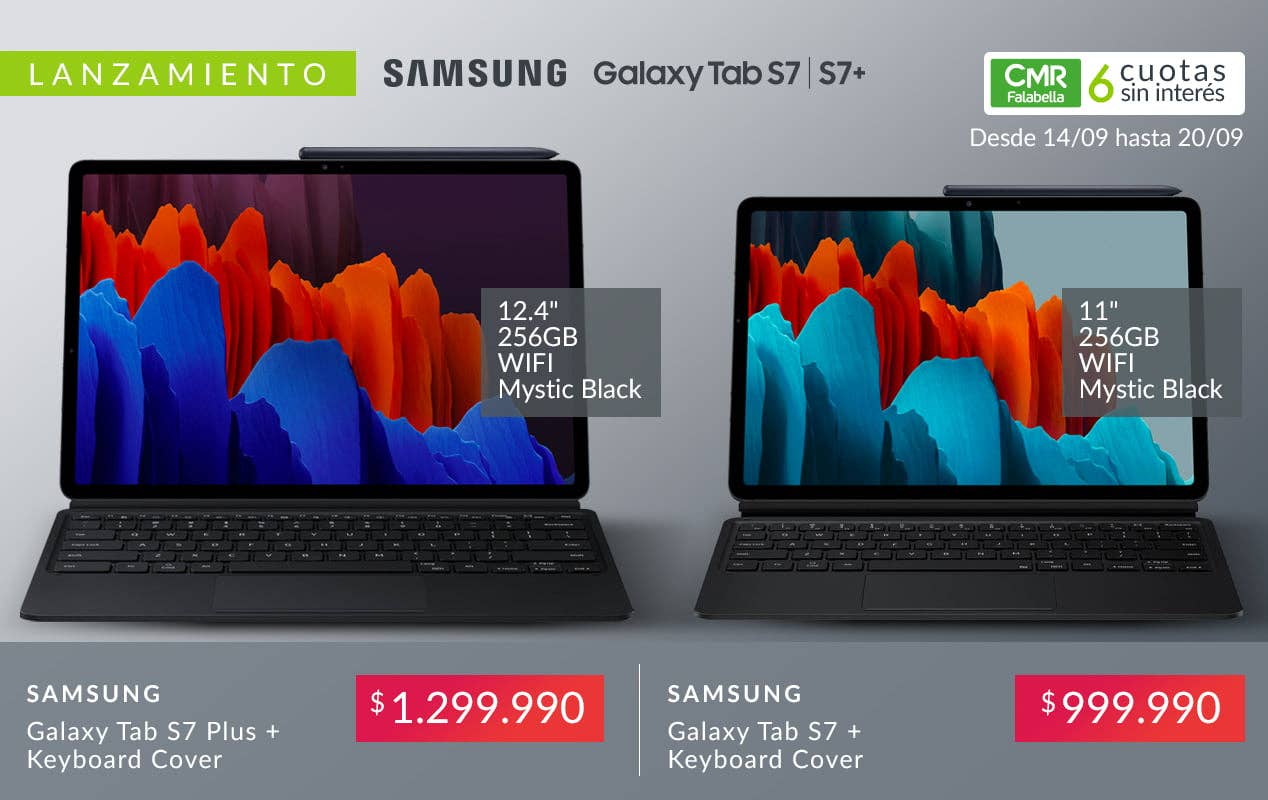 LANZAMIENTO
SAMSUNG Galaxy Tab S7 | S7+
CMR
Falabella
6 cuotas
sin interés
Desde 14/09 hasta 20/09
12.4"
256GB
WIFI
Mystic Black
11"
256GB
WIFI
Mystic Black
SAMSUNG
Galaxy Tab S7 Plus +
Keyboard Cover
$1.299.990
SAMSUNG
Galaxy Tab S7 +
Keyboard Cover
$999.990